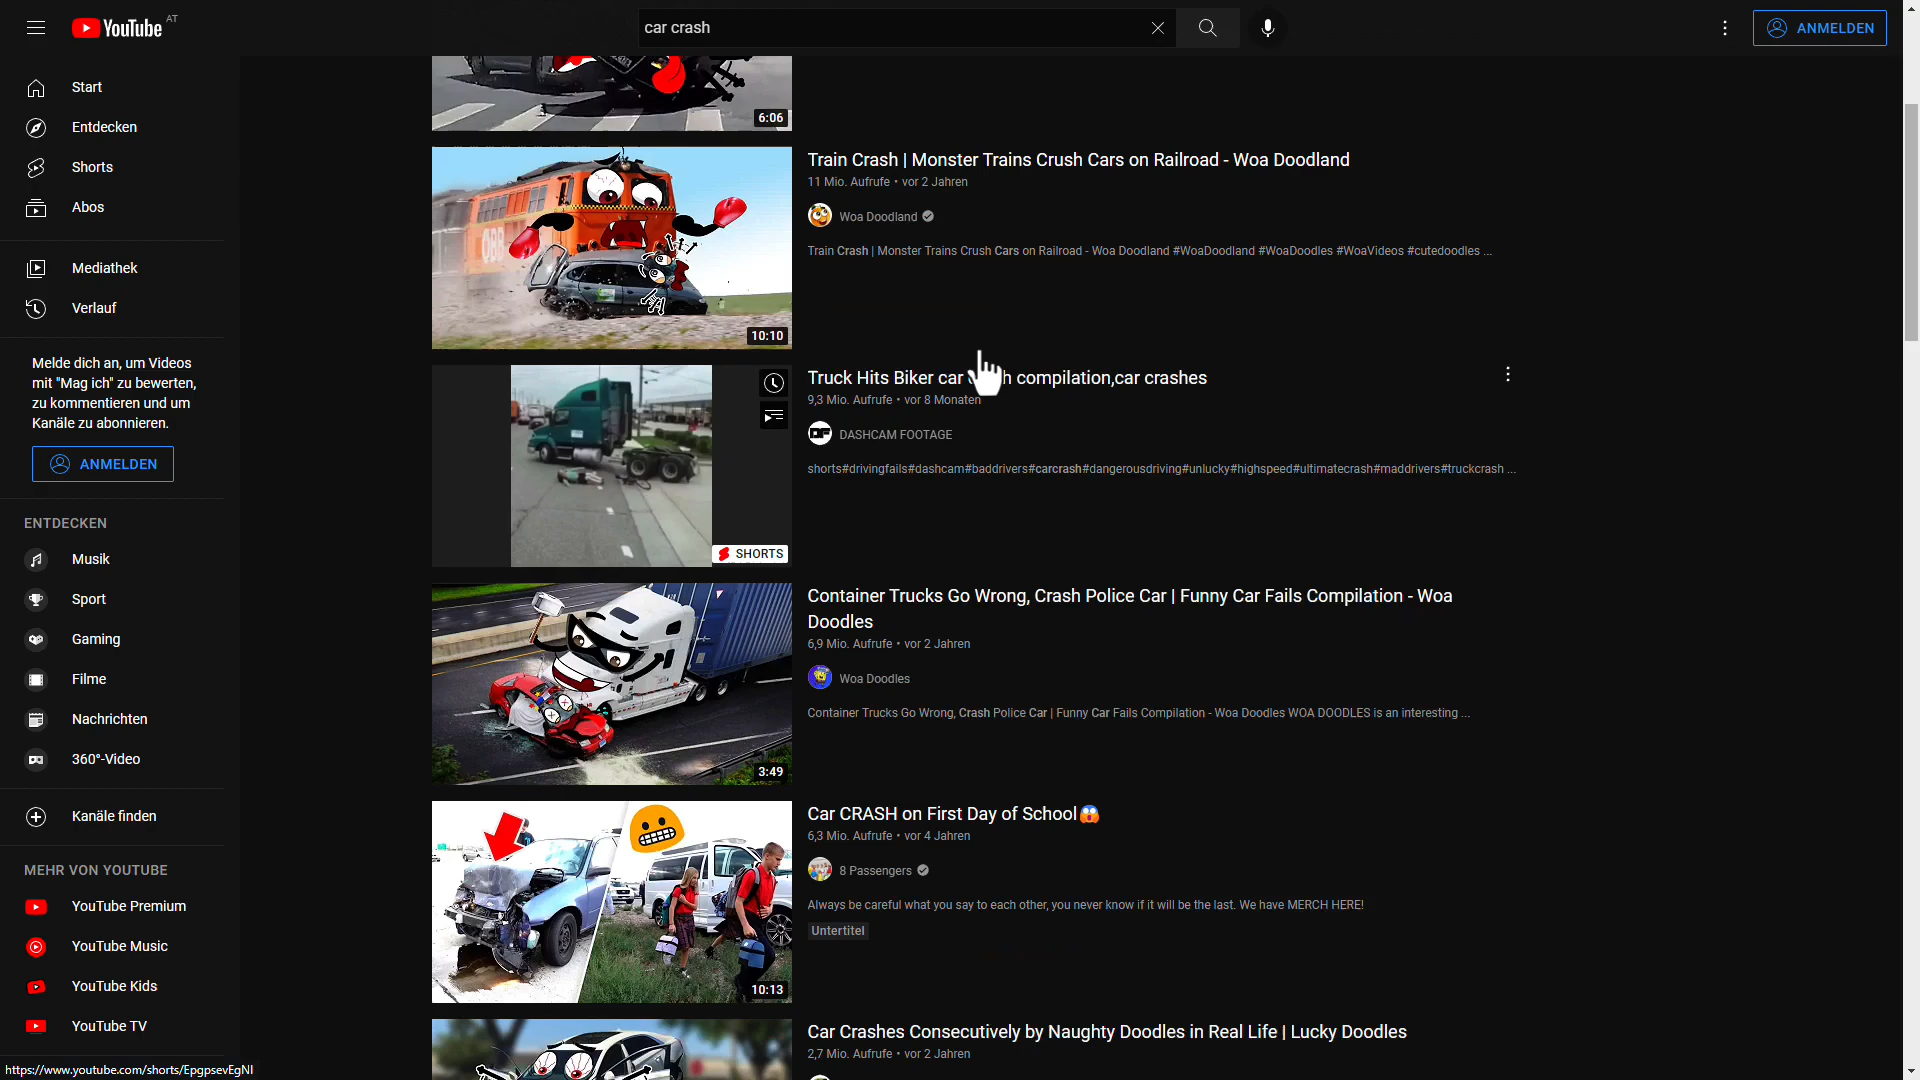 YouTube AT
car crash
ANMELDEN
Start
Entdecken
Shorts
Abos
Mediathek
Verlauf
Melde dich an, um Videos
mit "Mag ich" zu bewerten,
zu kommentieren und um
Kanäle zu abonnieren.
ANMELDEN
ENTDECKEN
Musik
Sport
Gaming
Filme
Nachrichten
360°-Video
Kanäle finden
MEHR VON YOUTUBE
YouTube Premium
YouTube Music
YouTube Kids
YouTube TV
https://www.youtube.com/shorts/EpgpsevEgNI
6:06
ÖBB
10:10
Train Crash | Monster Trains Crush Cars on Railroad - Woa Doodland
11 Mio. Aufrufe • vor 2 Jahren
Woa Doodland
Train Crash | Monster Trains Crush Cars on Railroad - Woa Doodland #WoaDoodland #WoaDoodles #WoaVideos #cutedoodles ...
SHORTS
Truck Hits Biker car compilation,car crashes
9,3 Mio. Aufrufe • vor 8 Monaten
DF
DASHCAM FOOTAGE
shorts#drivingfails#dashcam#baddrivers#carcrash#dangerousdriving#unlucky#highspeed#ultimatecrash#maddrivers#truckcrash ...
3:49
Container Trucks Go Wrong, Crash Police Car | Funny Car Fails Compilation - Woa
Doodles
6,9 Mio. Aufrufe • vor 2 Jahren
Woa Doodles
Container Trucks Go Wrong, Crash Police Car | Funny Car Fails Compilation - Woa Doodles WOA DOODLES is an interesting ...
10:13
Car CRASH on First Day of School😱
6,3 Mio. Aufrufe • vor 4 Jahren
8 Passengers
Always be careful what you say to each other, you never know if it will be the last. We have MERCH HERE!
Untertitel
Car Crashes Consecutively by Naughty Doodles in Real Life | Lucky Doodles
2,7 Mio. Aufrufe • vor 2 Jahren